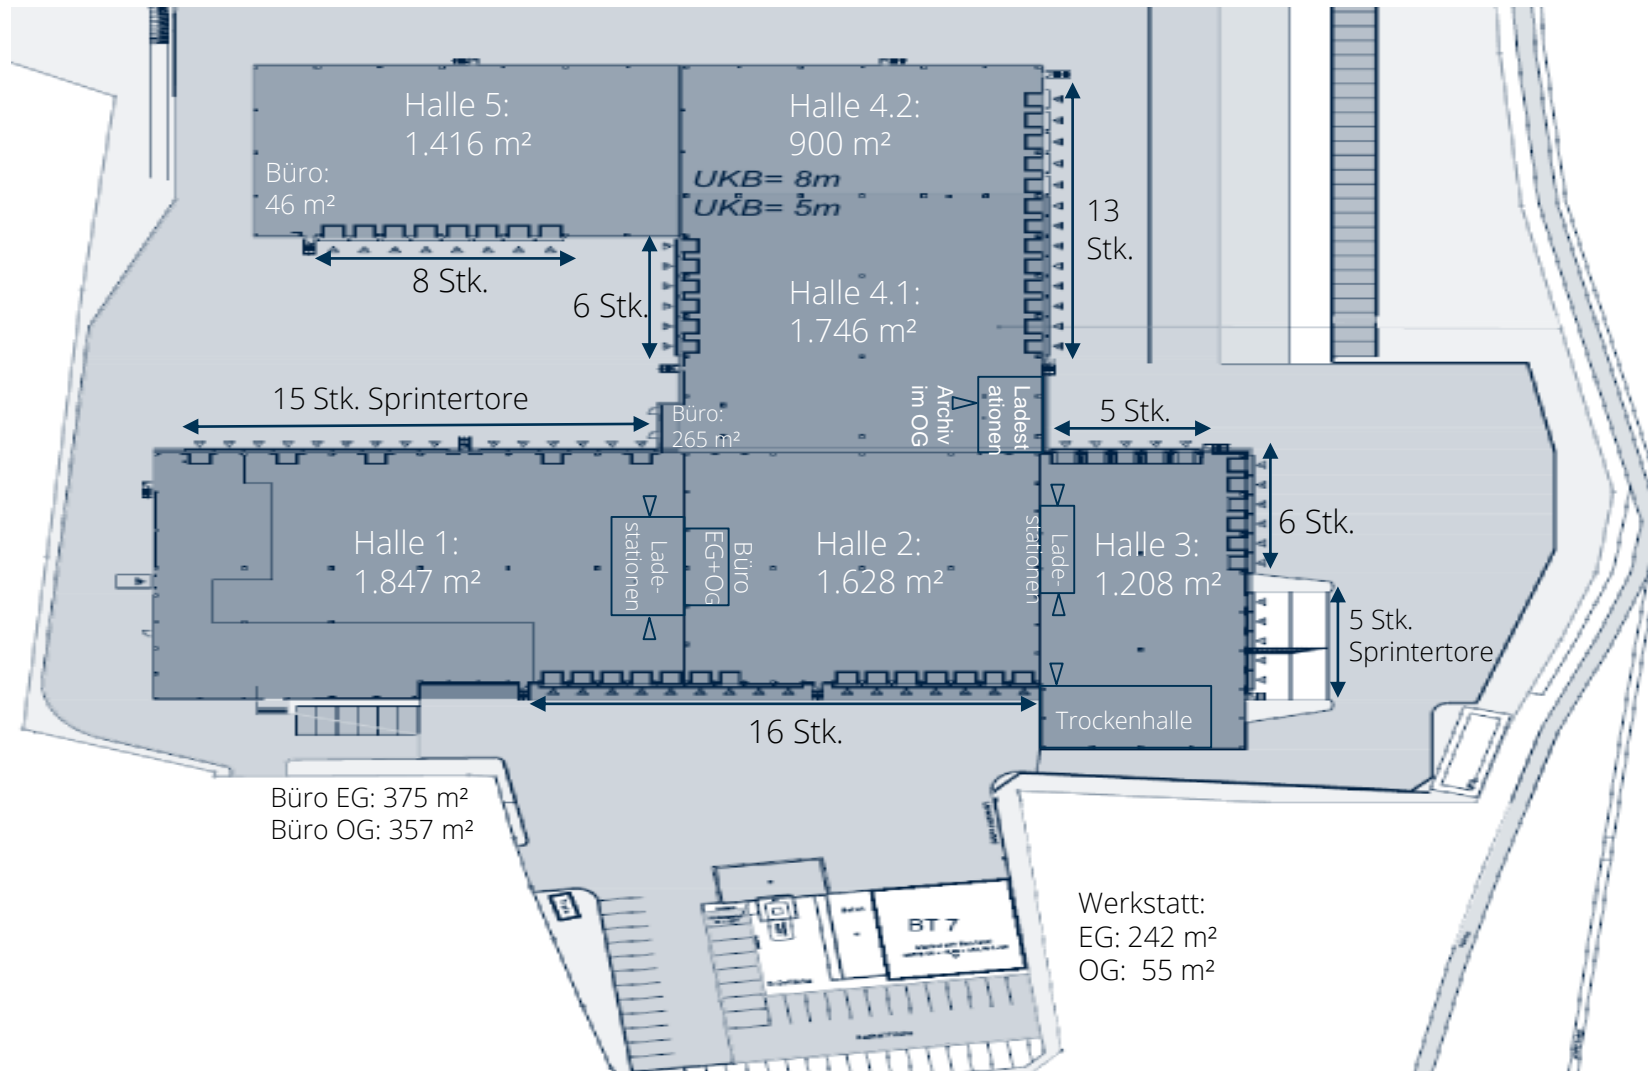 Halle 5:
1.416 m²
Halle 4.2:
900 m²
Büro:
46 m²
UKB= 8m
UKB= 5m
13
Stk.
8 Stk.
6 Stk.
Halle 4.1:
1.746 m²
15 Stk. Sprintertore
Büro:
265 m²
Archiv
im OG
Ladest
ationen
5 Stk.
6 Stk.
Halle 1:
1.847 m²
Lade-
stationen
Büro
EG+OG
Halle 2:
1.628 m²
Lade-
stationen
Halle 3:
1.208 m²
5 Stk.
Sprintertore
Trockenhalle
16 Stk.
Büro EG: 375 m²
Büro OG: 357 m²
BT 7
Werkstatt:
EG: 242 m²
OG: 55 m²